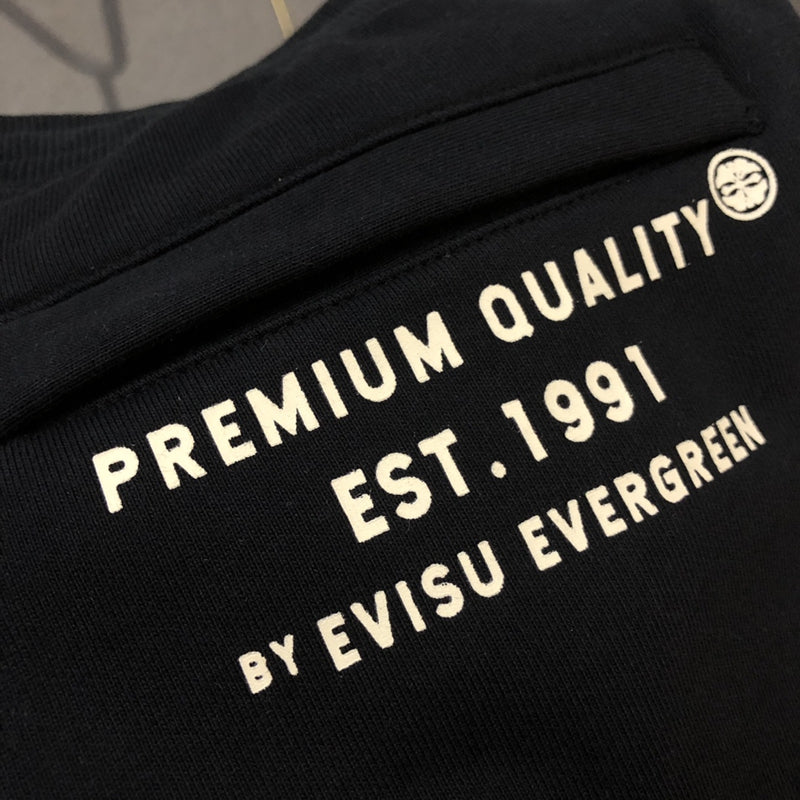 PREMIUM QUALITY
EST.1991
BY EVISU EVERGREEN